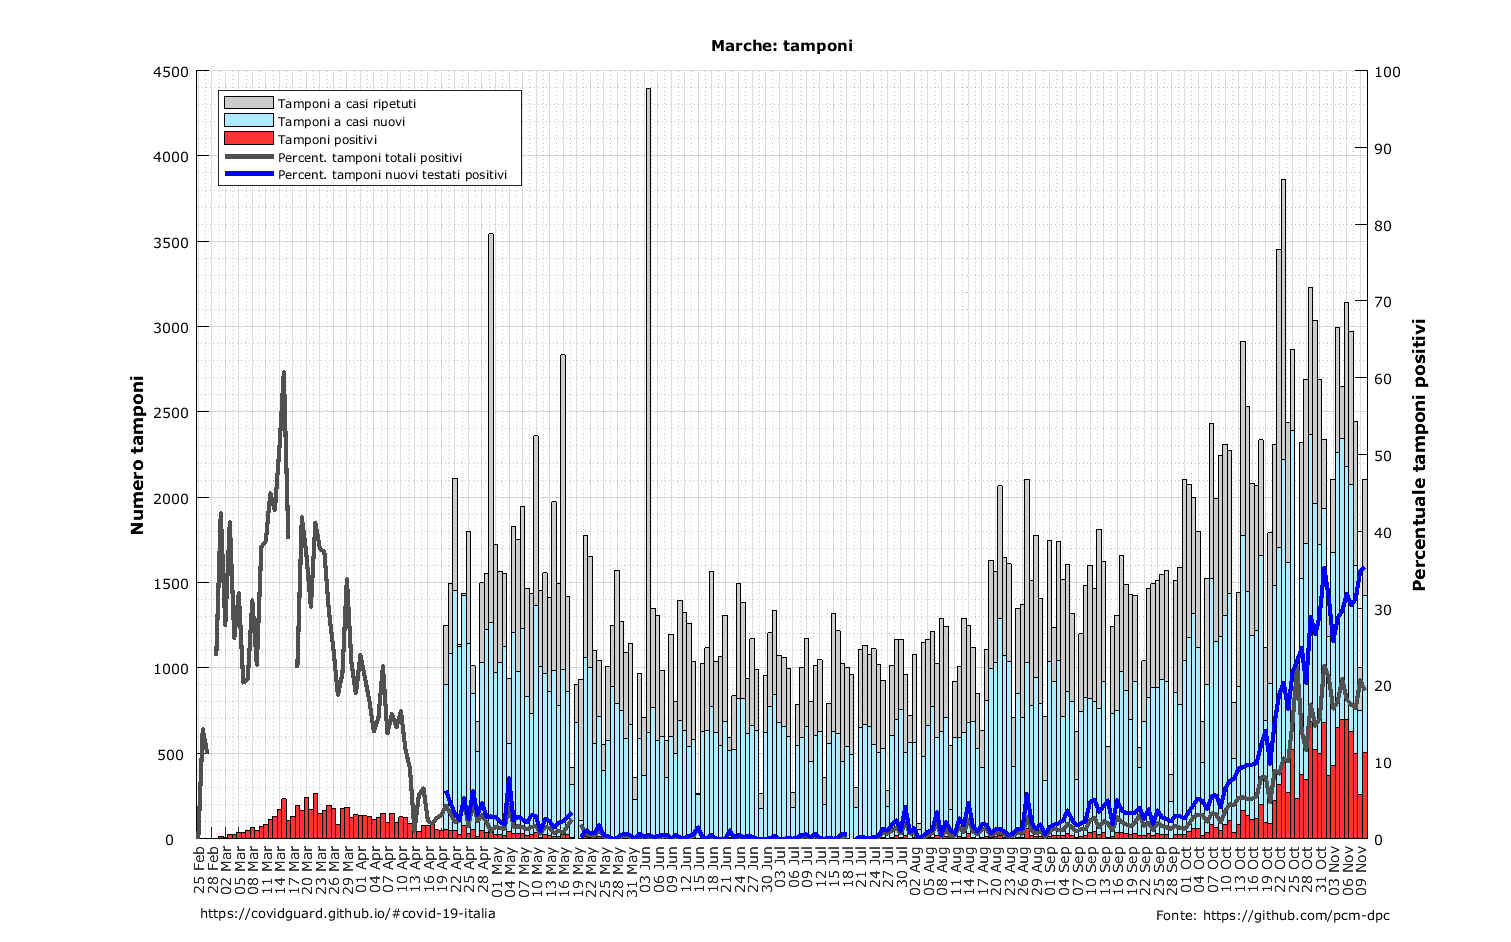 Marche: tamponi
4500
4000
3500
3000
2500
2000
1500
1000
500
0
Numero tamponi
Tamponi a casi ripetuti
Tamponi a casi nuovi
Tamponi positivi
Percent. tamponi totali positivi
Percent. tamponi nuovi testati positivi
100
90
80
70
60
50
40
30
20
10
0
Percentuale tamponi positivi
25 Feb
28 Feb
02 Mar
05 Mar
08 Mar
11 Mar
14 Mar
17 Mar
20 Mar
23 Mar
26 Mar
29 Mar
01 Apr
04 Apr
07 Apr
10 Apr
13 Apr
16 Apr
19 Apr
22 Apr
25 Apr
28 Apr
01 May
04 May
07 May
10 May
13 May
16 May
19 May
22 May
25 May
28 May
31 May
03 Jun
06 Jun
09 Jun
12 Jun
15 Jun
18 Jun
21 Jun
24 Jun
27 Jun
30 Jun
03 Jul
06 Jul
09 Jul
12 Jul
15 Jul
18 Jul
21 Jul
24 Jul
27 Jul
30 Jul
02 Aug
05 Aug
08 Aug
11 Aug
14 Aug
17 Aug
20 Aug
23 Aug
26 Aug
29 Aug
01 Sep
04 Sep
07 Sep
10 Sep
13 Sep
16 Sep
19 Sep
22 Sep
25 Sep
28 Sep
01 Oct
04 Oct
07 Oct
10 Oct
13 Oct
16 Oct
19 Oct
22 Oct
25 Oct
28 Oct
31 Oct
03 Nov
06 Nov
09 Nov
https://covidguard.github.io/#covid-19-italia
Fonte: https://github.com/pcm-dpc